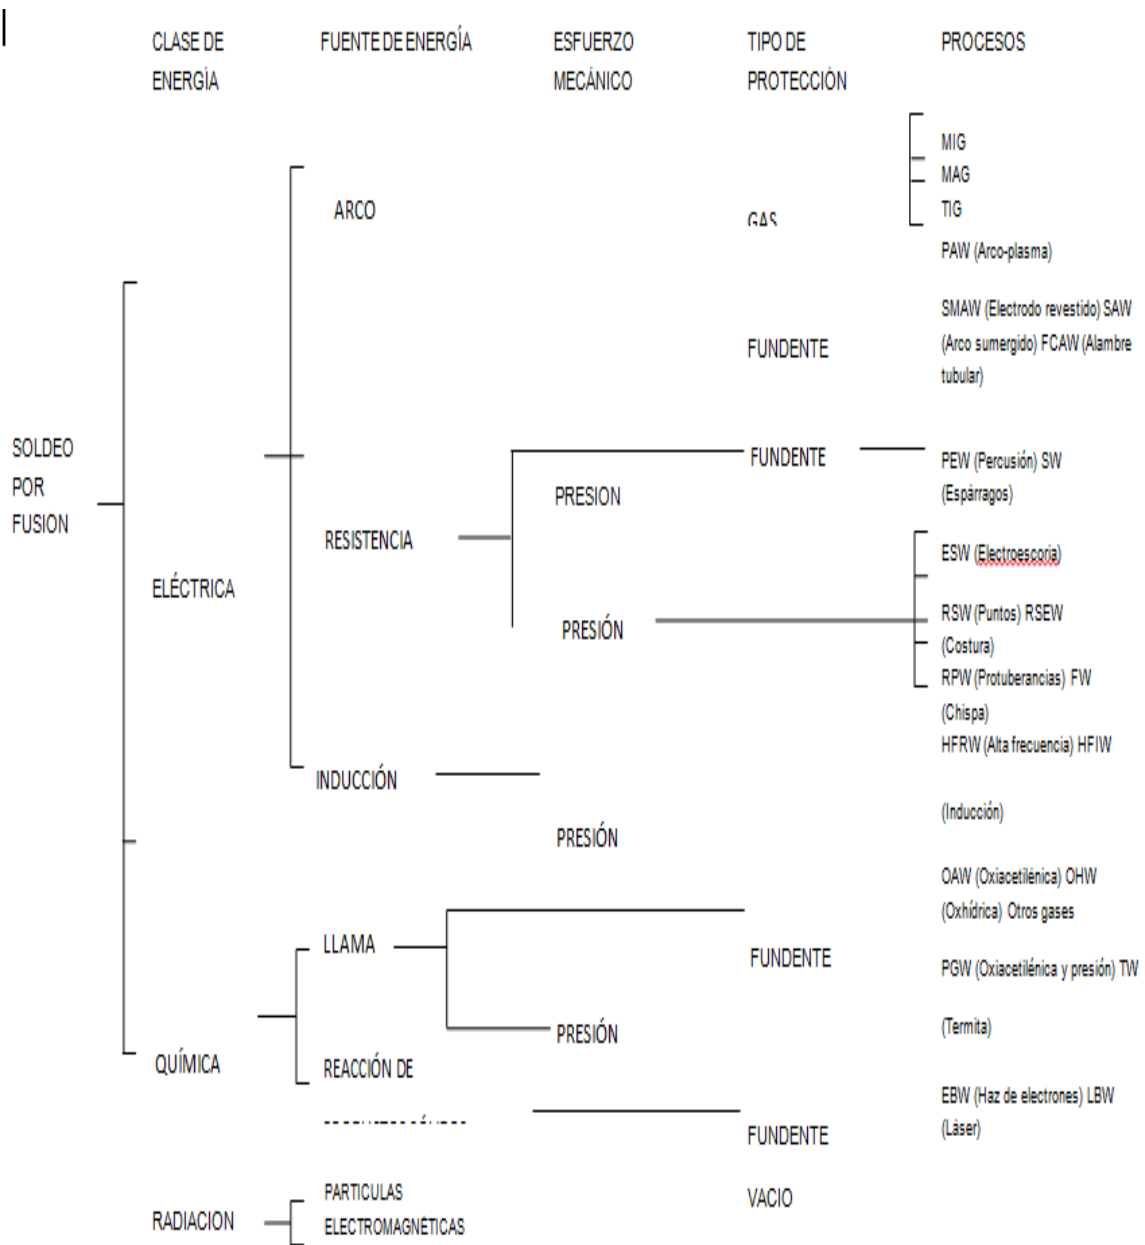 CLASE DE
ENERGÌA
FUENTE DE ENERGÍA
ESFUERZO
MECÁNICO
TIPO DE
PROTECCIÓN
PROCESOS
MIG
MAG
TIG
ARCO
GAS
PAW (Arco-plasma)
SMAW (Electrodo revestido) SAW
(Arco sumergido) FCAW (Alambre
tubular)
FUNDENTE
SOLDEO
POR
FUSION
FUNDENTE
PEW (Percusión) SW
(Espárragos)
PRESION
RESISTENCIA
ELÉCTRICA
ESW (Electroescoria)
PRESIÓN
RSW (Puntos) RSEW
(Costura)
RPW (Protuberancias) FW
(Chispa)
HFRW (Alta frecuencia) HFIW
(Inducción)
INDUCCIÓN
PRESIÓN
OAW (Oxiacetilénica) OHW
(Oxhídrica) Otros gases
LLAMA
FUNDENTE
PGW (Oxiacetilénica y presión) TW
(Termita)
PRESIÓN
QUÍMICA
REACCIÓN DE
EBW (Haz de electrones) LBW
(Láser)
FUNDENTE
RADIACION
PARTICULAS
ELECTROMAGNÉTICAS
VACIO